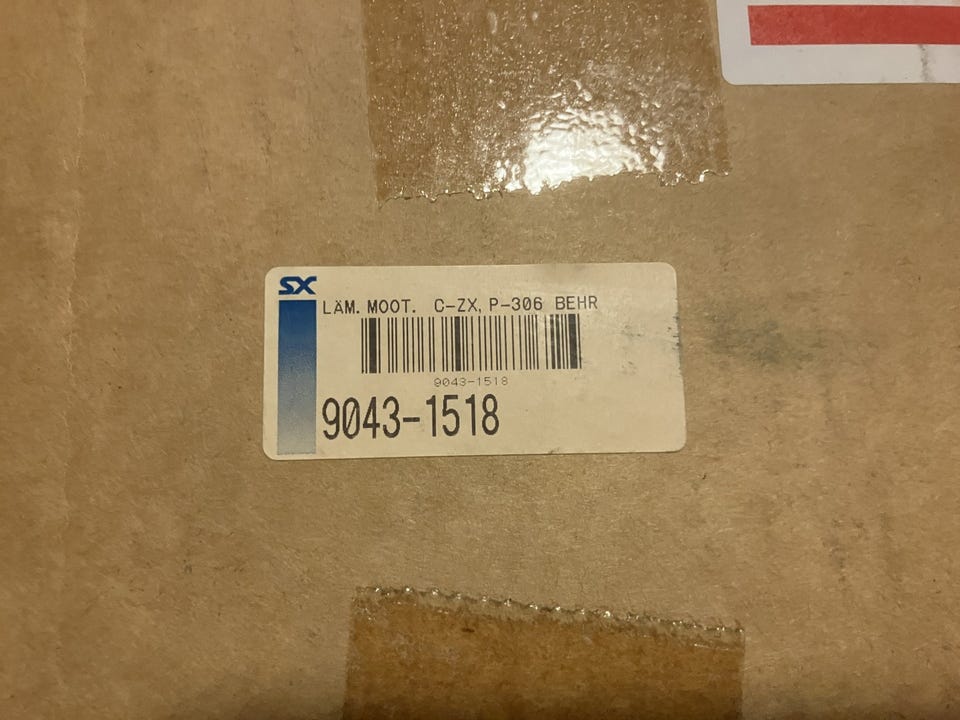 SX
LÄM. MOOT. C-ZX, P-306 BEHR
9043-1518
9043-1518